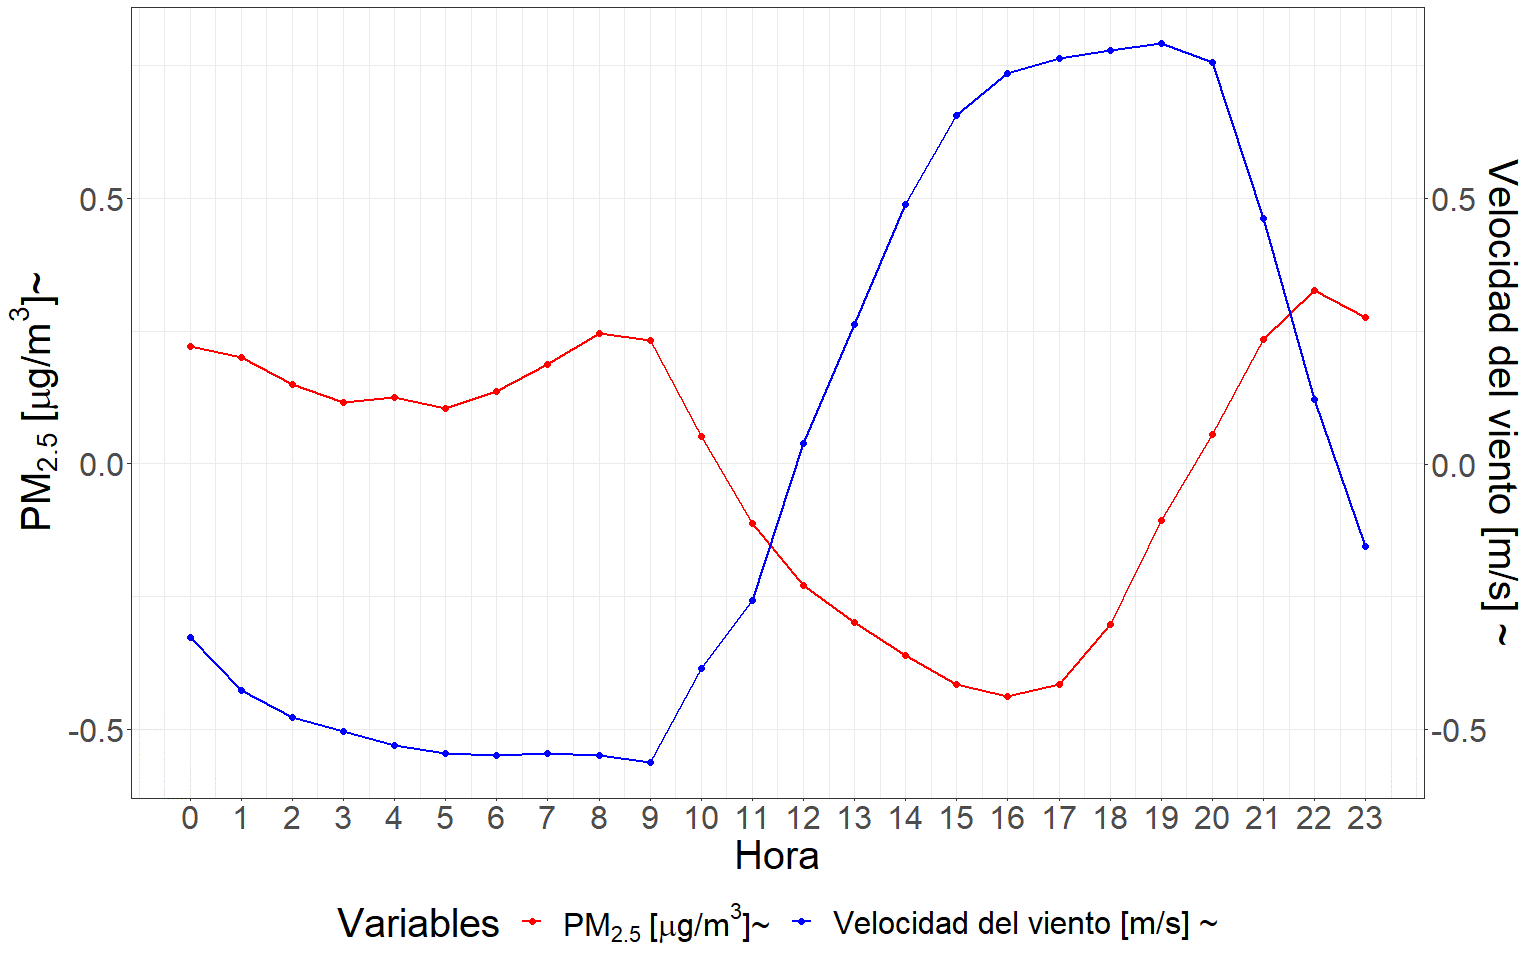 PM2.5 [μg/m3]~
0.5
0.0
-0.5
0.5
0.0
-0.5
Velocidad del viento [m/s] ~
0 1 2 3 4 5 6 7 8 9 10 11 12 13 14 15 16 17 18 19 20 21 22 23
Hora
Variables PM2.5 [μg/m3]~ Velocidad del viento [m/s] ~